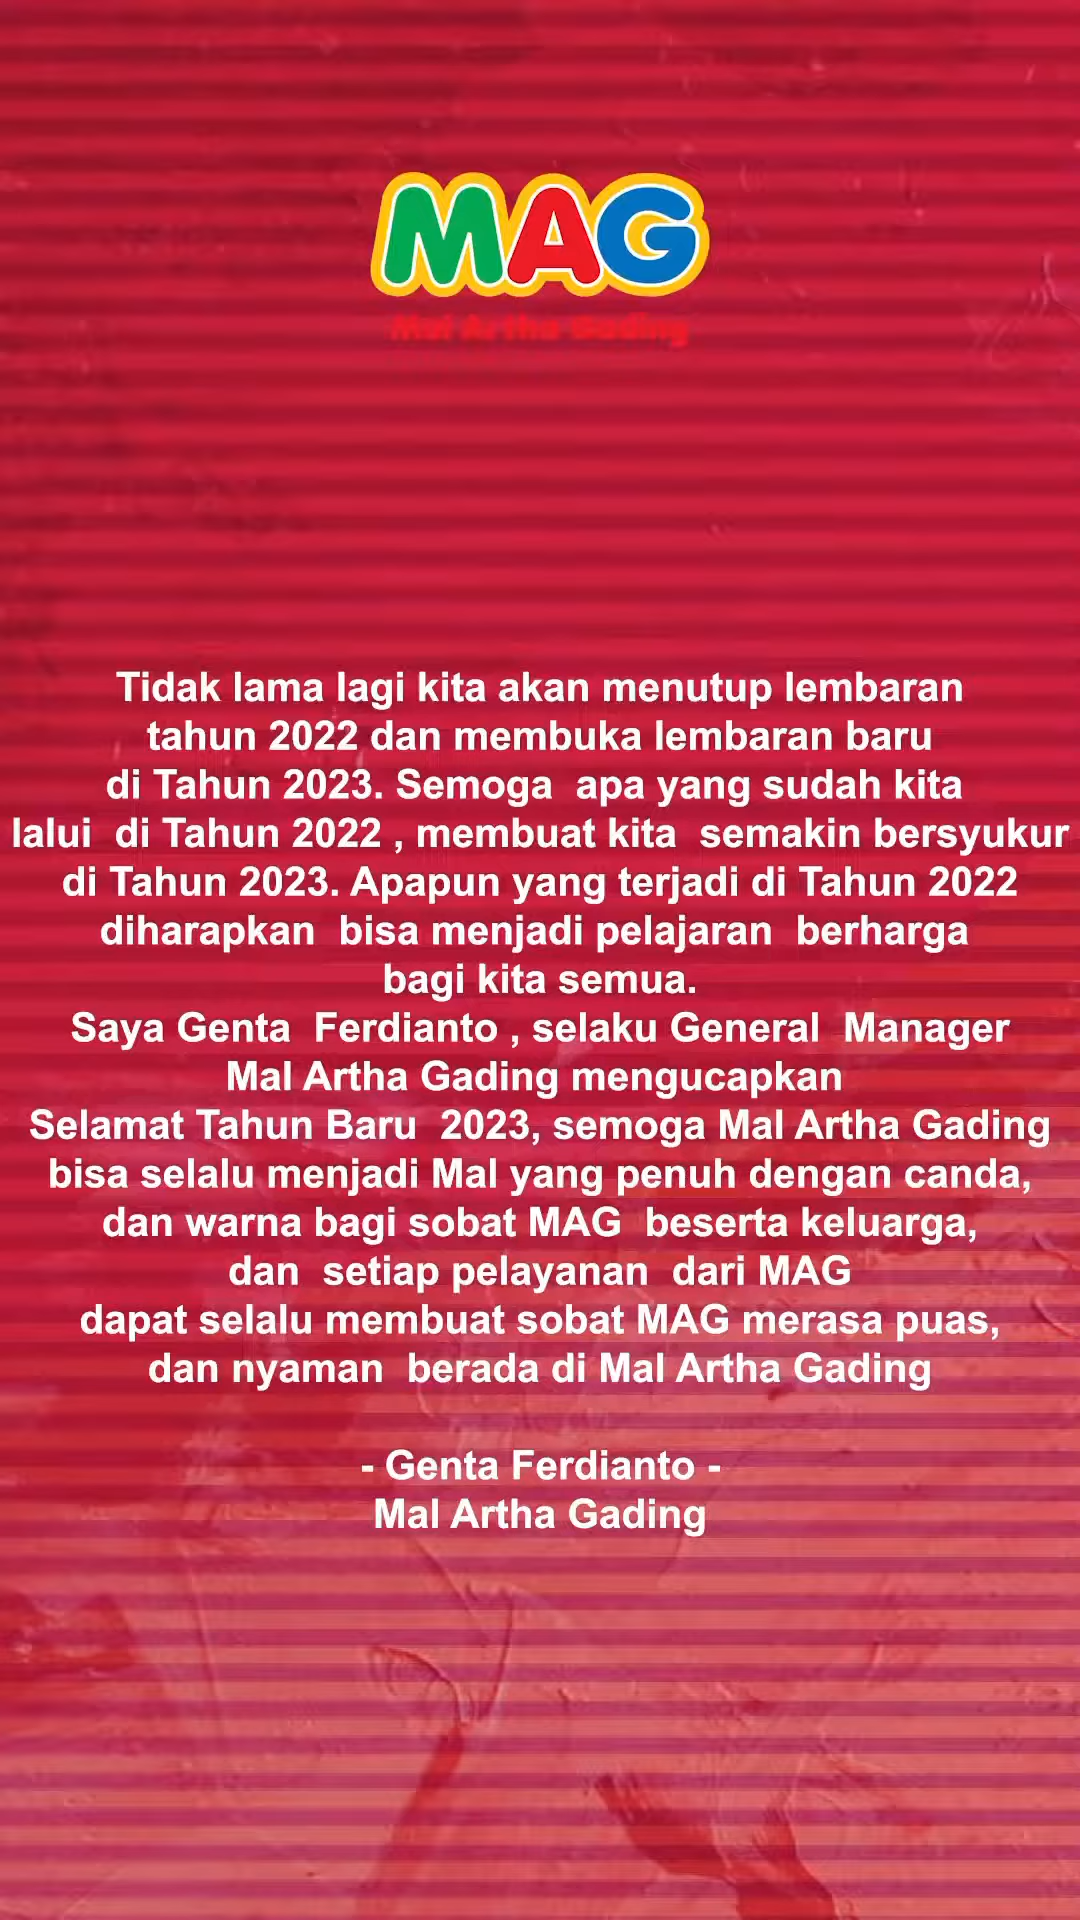 MAG
Mal Artha Gading
Tidak lama lagi kita akan menutup lembaran
tahun 2022 dan membuka lembaran baru
di Tahun 2023. Semoga  apa yang sudah kita
lalui  di Tahun 2022 , membuat kita  semakin bersyukur
di Tahun 2023. Apapun yang terjadi di Tahun 2022
diharapkan  bisa menjadi pelajaran  berharga
bagi kita semua.
Saya Genta  Ferdianto , selaku General  Manager
Mal Artha Gading mengucapkan
Selamat Tahun Baru  2023, semoga Mal Artha Gading
bisa selalu menjadi Mal yang penuh dengan canda,
dan warna bagi sobat MAG  beserta keluarga,
dan  setiap pelayanan  dari MAG
dapat selalu membuat sobat MAG merasa puas,
dan nyaman  berada di Mal Artha Gading
- Genta Ferdianto -
Mal Artha Gading